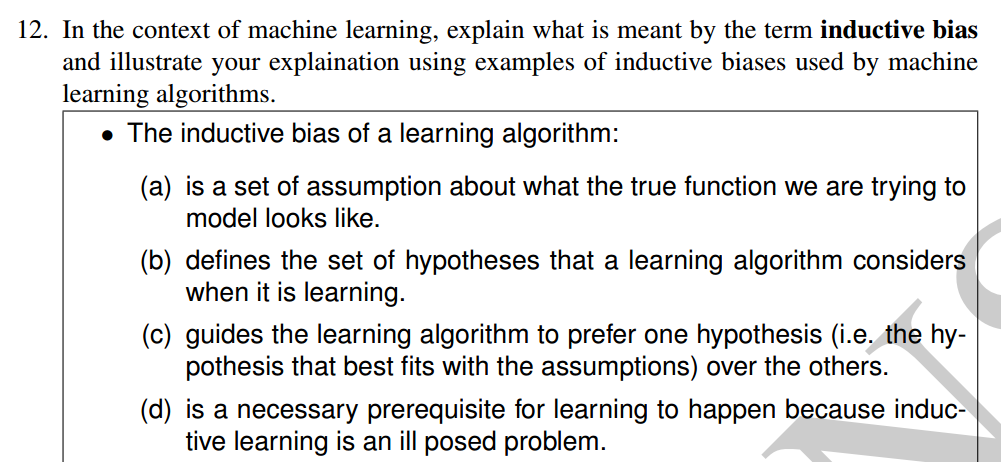 12. In the context of machine learning, explain what is meant by the term inductive bias
and illustrate your explaination using examples of inductive biases used by machine
learning algorithms.
• The inductive bias of a learning algorithm:
(a) is a set of assumption about what the true function we are trying to
model looks like.
(b) defines the set of hypotheses that a learning algorithm considers
when it is learning.
(c) guides the learning algorithm to prefer one hypothesis (i.e. the hy-
pothesis that best fits with the assumptions) over the others.
(d) is a necessary prerequisite for learning to happen because induc-
tive learning is an ill posed problem.